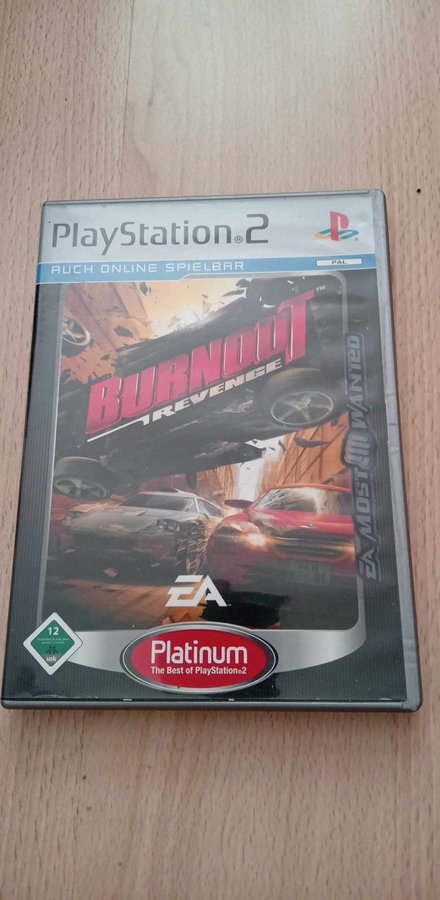 PlayStation®2
AUCH ONLINE SPIELBAR
PAL
BURNOUT™
REVENGE
EA MOST WANTED
EA
12
usk
Platinum
The Best of PlayStation®2